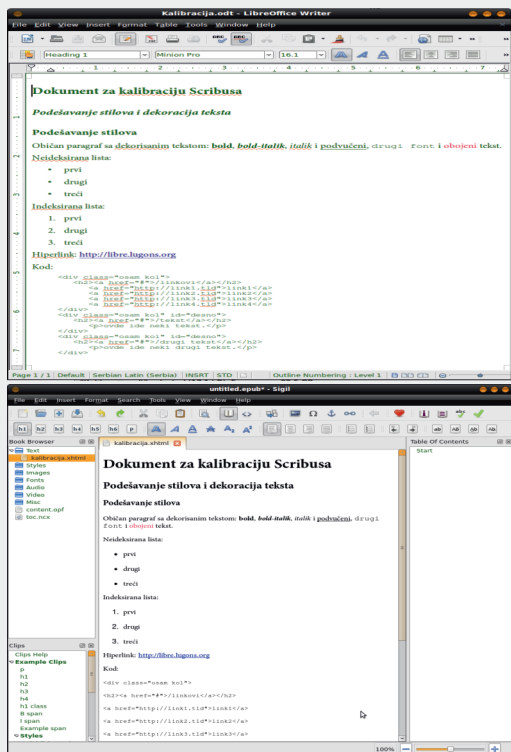 Kalibracija.odt - LibreOffice Writer
File Edit View Insert Format Table Tools Window Help
Heading 1 Minion Pro 16.1
1 2 3 4 5 6 7
Dokument za kalibraciju Scribusa
Podešavanje stilova i dekoracija teksta
Podešavanje stilova
Običan paragraf sa dekorisanim tekstom: bold, bold-italik, italik i podvučeni, drugi font i obojeni tekst.
Neideksirana lista:
• prvi
• drugi
• treći
Indeksirana lista:
1. prvi
2. drugi
3. treći
Hiperlink: http://libre.lugons.org
Kod:
<div class="osam kol">
<h2><a href="#">/linkovi</a></h2>
<a href="http://link1.tld">link1</a>
<a href="http://link2.tld">link2</a>
<a href="http://link3.tld">link3</a>
<a href="http://link4.tld">link4</a>
</div>
<div class="osam kol" id="desno">
<h2><a href="#">/tekst</a></h2>
<p>ovde ide neki tekst.</p>
</div>
<div class="osam kol" id="desno">
<h2><a href="#">/drugi tekst</a></h2>
<p>ovde ide neki drugi tekst.</p>
</div>
Page 1 / 1 Default Serbian Latin (Serbia) INSRT STD Outline Numbering : Level 1
untitled.epub* - Sigil
File Edit Insert Format Search Tools View Window Help
h1 h2 h3 h4 h5 h6 p
Book Browser
Text
kalibracija.xhtml
Styles
Images
Fonts
Audio
Video
Misc
content.opf
toc.ncx
Clips
Clips Help
Example Clips
p
h1
h2
h3
h4
h1 class
B span
I span
Example span
Styles
kalibracija.xhtml
Dokument za kalibraciju Scribusa
Podešavanje stilova i dekoracija teksta
Podešavanje stilova
Običan paragraf sa dekorisanim tekstom: bold, bold-italik, italik i podvučeni, drugi
font i obojeni tekst.
Neideksirana lista:
• prvi
• drugi
• treći
Indeksirana lista:
1. prvi
2. drugi
3. treći
Hiperlink: http://libre.lugons.org
Kod:
<div class="osam kol">
<h2><a href="#">/linkovi</a></h2>
<a href="http://link1.tld">link1</a>
<a href="http://link2.tld">link2</a>
<a href="http://link3.tld">link3</a>
Table Of Contents
Start
100%